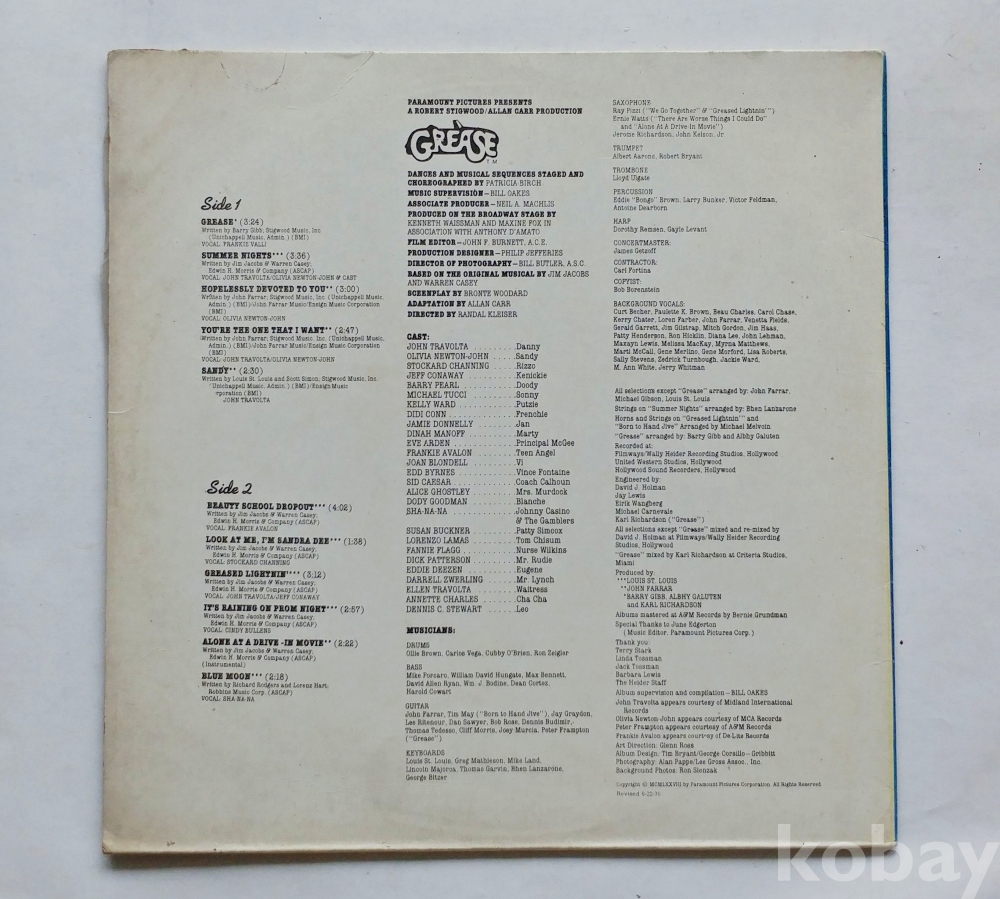 Side 1
GREASE* (3:24)
Written by Barry Gibb, Stigwood Music, Inc.
(Unichappell Music, Admin.) (BMI)
VOCAL: FRANKIE VALLI
SUMMER NIGHTS*** (3:36)
Written by Jim Jacobs & Warren Casey;
Edwin H. Morris & Company (ASCAP)
VOCAL: JOHN TRAVOLTA/OLIVIA NEWTON-JOHN & CAST
HOPELESSLY DEVOTED TO YOU** (3:00)
Written by John Farrar; Stigwood Music, Inc. (Unichappell Music,
Admin.) (BMI)/John Farrar Music/Ensign Music Corporation
(BMI)
VOCAL: OLIVIA NEWTON-JOHN
YOU'RE THE ONE THAT I WANT** (2:47)
Written by John Farrar; Stigwood Music, Inc. (Unichappell Music,
Admin.) (BMI)/John Farrar Music/Ensign Music Corporation
(BMI)
VOCAL: JOHN TRAVOLTA/OLIVIA NEWTON-JOHN
SANDY*** (2:30)
Written by Louis St. Louis and Scott Simon; Stigwood Music, Inc.
(Unichappell Music, Admin.) (BMI)/Ensign Music
rporation (BMI)
JOHN TRAVOLTA
Side 2
BEAUTY SCHOOL DROPOUT*** (4:02)
Written by Jim Jacobs & Warren Casey;
Edwin H. Morris & Company (ASCAP)
VOCAL: FRANKIE AVALON
LOOK AT ME, I'M SANDRA DEE*** (1:38)
Written by Jim Jacobs & Warren Casey;
Edwin H. Morris & Company (ASCAP)
VOCAL: STOCKARD CHANNING
GREASED LIGHTNIN'*** (3:12)
Written by Jim Jacobs & Warren Casey;
Edwin H. Morris & Company (ASCAP)
VOCAL: JOHN TRAVOLTA/JEFF CONAWAY
IT'S RAINING ON PROM NIGHT*** (2:57)
Written by Jim Jacobs & Warren Casey;
Edwin H. Morris & Company (ASCAP)
VOCAL: CINDY BULLENS
ALONE AT A DRIVE-IN MOVIE** (2:22)
Written by Jim Jacobs & Warren Casey;
Edwin H. Morris & Company (ASCAP)
(Instrumental)
BLUE MOON*** (2:18)
Written by Richard Rodgers and Lorenz Hart,
Robbins Music Corp. (ASCAP)
VOCAL: SHA-NA-NA
PARAMOUNT PICTURES PRESENTS
A ROBERT STIGWOOD/ALLAN CARR PRODUCTION
GREASE TM
DANCES AND MUSICAL SEQUENCES STAGED AND
CHOREOGRAPHED BY PATRICIA BIRCH
MUSIC SUPERVISION—BILL OAKES
ASSOCIATE PRODUCER—NEIL A. MACHLIS
PRODUCED ON THE BROADWAY STAGE BY
KENNETH WAISSMAN AND MAXINE FOX IN
ASSOCIATION WITH ANTHONY D'AMATO
FILM EDITOR—JOHN F. BURNETT, A.C.E.
PRODUCTION DESIGNER—PHILIP JEFFERIES
DIRECTOR OF PHOTOGRAPHY—BILL BUTLER, A.S.C.
BASED ON THE ORIGINAL MUSICAL BY JIM JACOBS
AND WARREN CASEY
SCEENPLAY BY BRONTE WOODARD
ADAPTATION BY ALLAN CARR
DIRECTED BY RANDAL KLEISER
CAST:
JOHN TRAVOLTA ......... Danny
OLIVIA NEWTON-JOHN .... Sandy
STOCKARD CHANNING ..... Rizzo
JEFF CONAWAY .......... Kenickie
BARRY PEARL ........... Doody
MICHAEL TUCCI ......... Sonny
KELLY WARD ............ Putzie
DIDI CONN ............. Frenchie
JAMIE DONNELLY ........ Jan
DINAH MANOFF .......... Marty
EVE ARDEN ............. Principal McGee
FRANKIE AVALON ........ Teen Angel
JOAN BLONDELL ......... Vi
EDD BYRNES ............ Vince Fontaine
SID CAESAR ............ Coach Calhoun
ALICE GHOSTLEY ........ Mrs. Murdock
DODY GOODMAN .......... Blanche
SHA-NA-NA ............. Johnny Casino
& The Gamblers
SUSAN BUCKNER ......... Patty Simcox
LORENZO LAMAS ......... Tom Chisum
FANNIE FLAGG .......... Nurse Wilkins
DICK PATTERSON ........ Mr. Rudie
EDDIE DEEZEN .......... Eugene
DARRELL ZWERLING ...... Mr. Lynch
ELLEN TRAVOLTA ........ Waitress
ANNETTE CHARLES ....... Cha Cha
DENNIS C. STEWART ..... Leo
MUSICIANS:
DRUMS
Ollie Brown, Carlos Vega, Cubby O'Brien, Ron Zeigler
BASS
Mike Porcaro, William David Hungate, Max Bennett,
David Allen Ryan, Wm. J. Bodine, Dean Cortez,
Harold Cowart
GUITAR
John Farrar, Tim May ("Born to Hand Jive"), Jay Graydon,
Lee Ritenour, Dan Sawyer, Bob Rose, Dennis Budimir,
Thomas Tedesco, Cliff Morris, Joey Murcia, Peter Frampton
("Grease")
KEYBOARDS
Louis St. Louis, Greg Mathieson, Mike Land,
Lincoln Majorca, Thomas Garvin, Bhen Lanzarone,
George Bitzer
SAXOPHONE
Ray Pizzi ("We Go Together" & "Greased Lightnin'")
Ernie Watts ("There Are Worse Things I Could Do"
and "Alone At A Drive In Movie")
Jerome Richardson, John Kelson, Jr.
TRUMPET
Albert Aarons, Robert Bryant
TROMBONE
Lloyd Ulgate
PERCUSSION
Eddie "Bongo" Brown, Larry Bunker, Victor Feldman,
Antoine Dearborn
HARP
Dorothy Remsen, Gayle Levant
CONCERTMASTER:
James Getzoff
CONTRACTOR:
Carl Fortina
COPYIST:
Bob Borenstein
BACKGROUND VOCALS:
Curt Becher, Paulette K. Brown, Beau Charles, Carol Chase,
Kerry Chater, Loren Farber, John Farrar, Venetta Fields,
Gerald Garrett, Jim Gilstrap, Mitch Gordon, Jim Haas,
Patty Henderson, Ron Hicklin, Diana Lee, John Lehman,
Maxayn Lewis, Melissa MacKay, Myrna Matthews,
Marti McCall, Gene Merlino, Gene Morford, Lisa Roberts,
Sally Stevens, Zedrick Turnhough, Jackie Ward,
M. Ann White, Jerry Whitman
All selections except "Grease" arranged by: John Farrar,
Michael Gibson, Louis St. Louis
Strings on "Summer Nights" arranged by: Bhen Lanzarone
Horns and Strings on "Greased Lightnin'" and
"Born to Hand Jive" Arranged by Michael Melvoin
"Grease" arranged by: Barry Gibb and Albhy Galuten
Recorded at:
Filmways/Wally Heider Recording Studios, Hollywood
United Western Studios, Hollywood
Hollywood Sound Recorders, Hollywood
Engineered by:
David J. Holman
Jay Lewis
Eirik Wangberg
Michael Carnevale
Karl Richardson ("Grease")
All selections except "Grease" mixed and re-mixed by
David J. Holman at Filmways/Wally Heider Recording
Studios, Hollywood
"Grease" mixed by Karl Richardson at Criteria Studios,
Miami
Produced by:
***LOUIS ST. LOUIS
**JOHN FARRAR
*BARRY GIBB, ALBHY GALUTEN
and KARL RICHARDSON
Albums mastered at A&M Records by Bernie Grundman
Special Thanks to June Edgerton
(Music Editor, Paramount Pictures Corp.)
Thank you:
Terry Stark
Linda Tossman
Jack Tossman
Barbara Lewis
The Heider Staff
Album supervision and compilation—BILL OAKES
John Travolta appears courtesy of Midland International
Records
Olivia Newton-John appears courtesy of MCA Records
Peter Frampton appears courtesy of A&M Records
Frankie Avalon appears courtesy of De-Lite Records
Art Direction: Glenn Ross
Album Design: Tim Bryant/George Corsillo—Gribbitt
Photography: Alan Pappe/Lee Gross Assoc., Inc.
Background Photos: Ron Slenzak
Copyright © MCMLXXVIII by Paramount Pictures Corporation. All Rights Reserved.
Revised
kobay